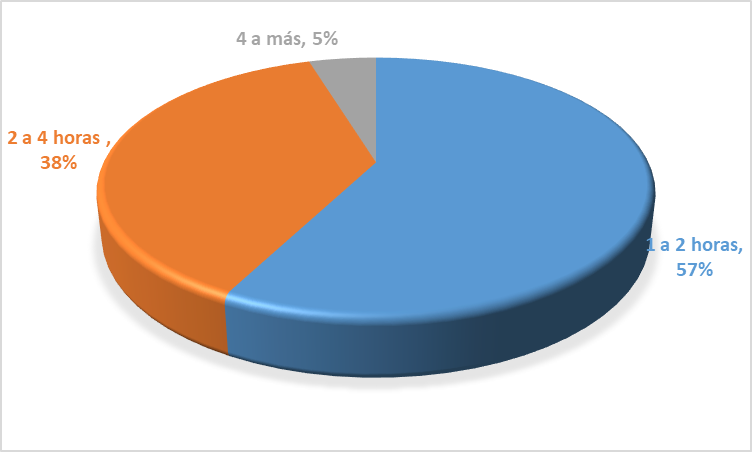 4 a más, 5%
2 a 4 horas ,
38%
1 a 2 horas,
57%